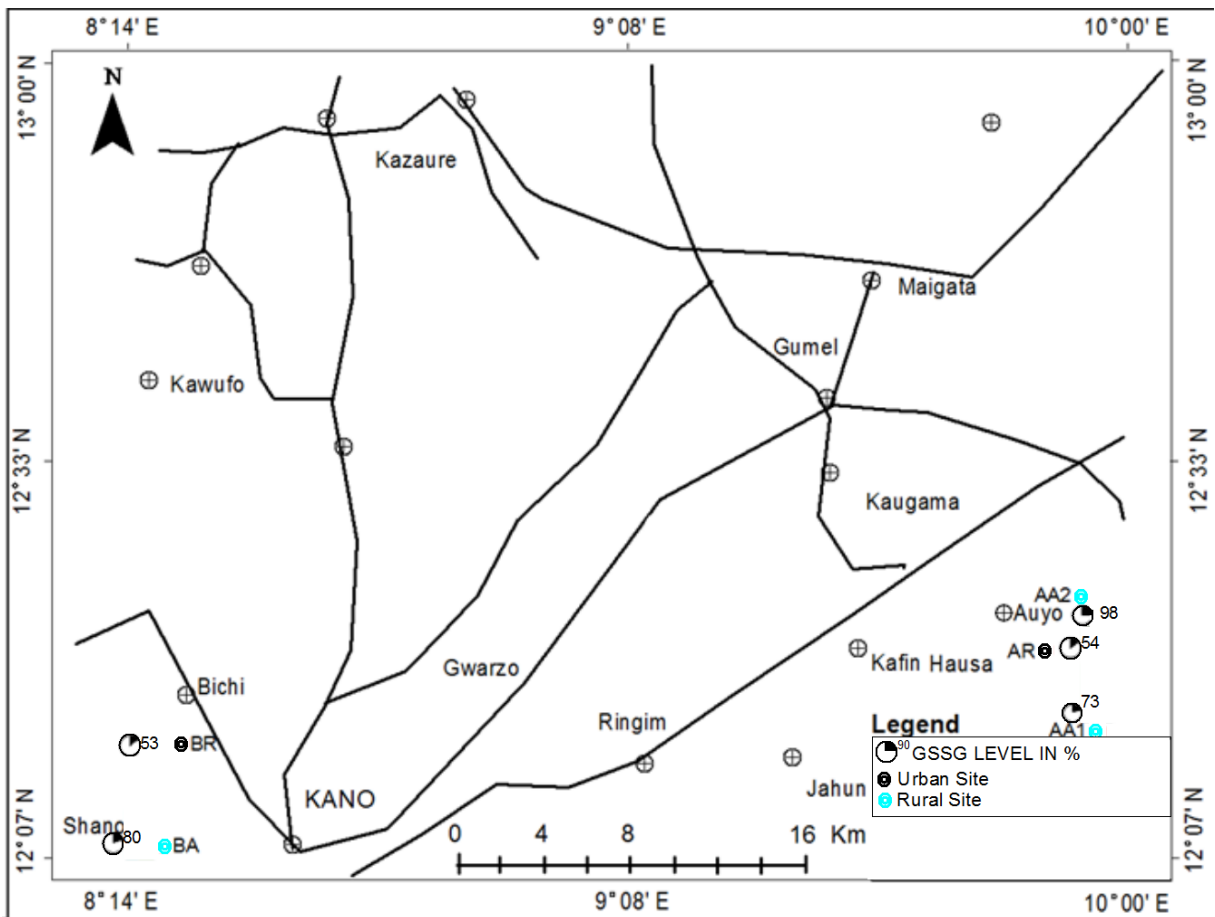 8° 14' E 9° 08' E 10° 00' E
13° 00' N
13° 00' N
N
Kazaure
Maigata
Gumel
Kawufo
12° 33' N
12° 33' N
Kaugama
AA2
Auyo 98
54
AR
Kafin Hausa
Gwarzo
Bichi
73
Ringim
Legend
AA1
53 BR
90 GSSG LEVEL IN %
Urban Site
Rural Site
Jahun
KANO
Shang
80 BA
0 4 8 16 Km
12° 07' N
12° 07' N
8° 14' E 9° 08' E 10° 00' E